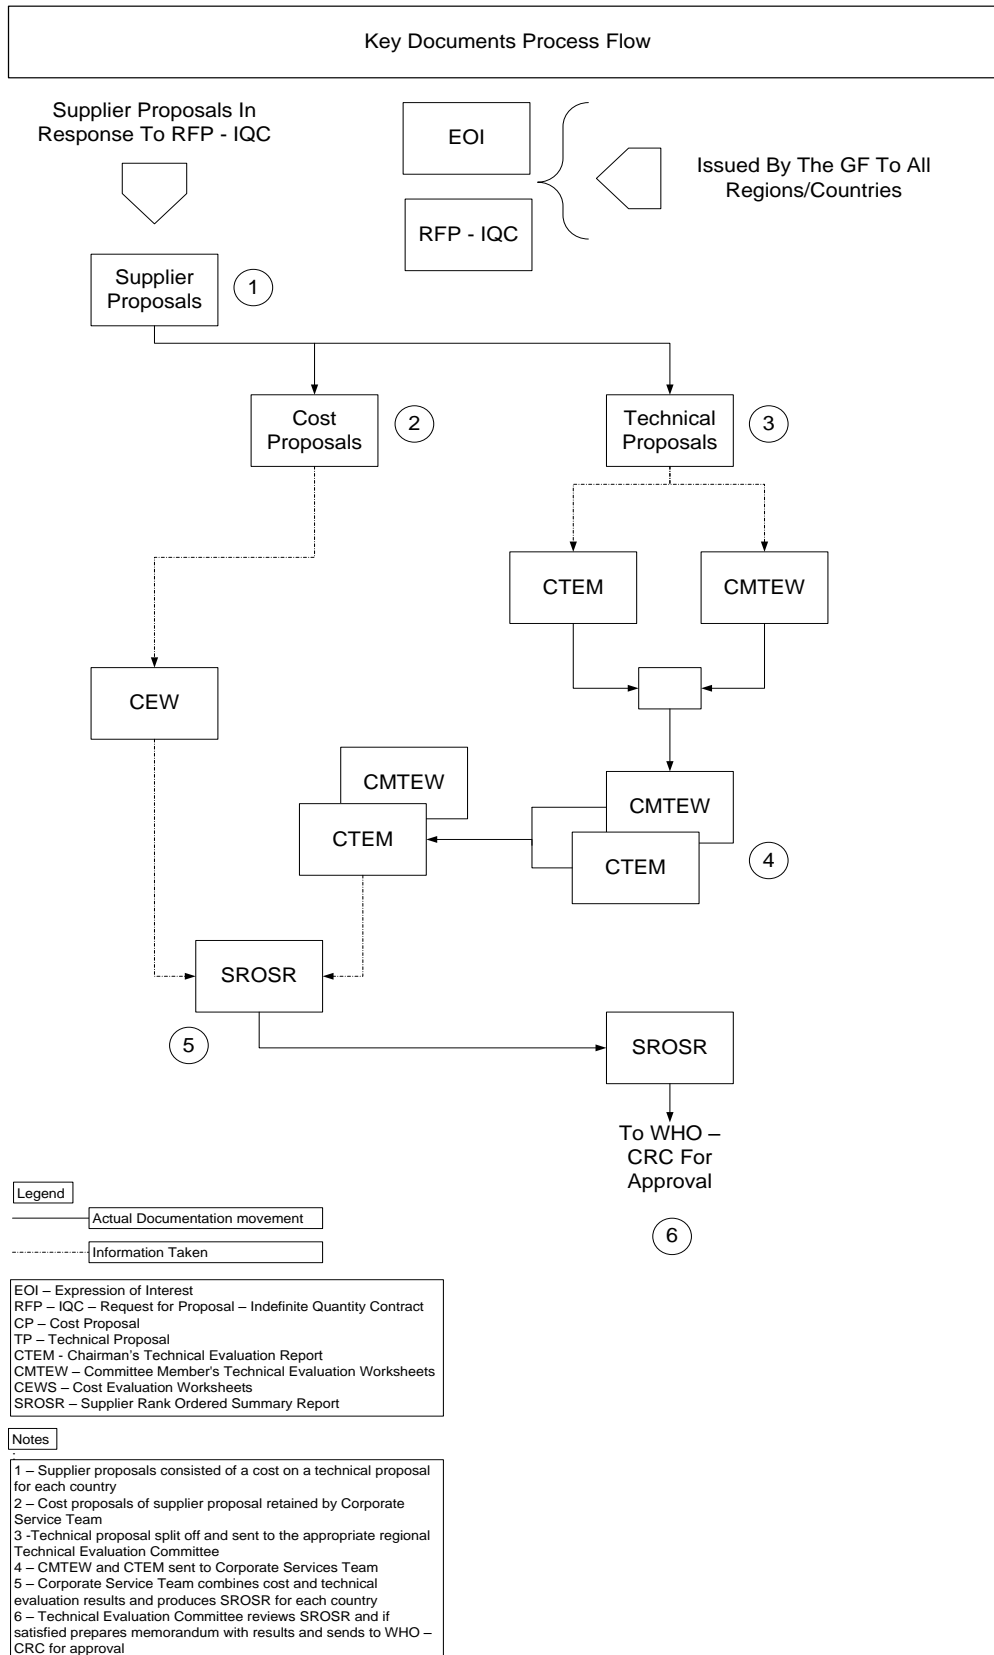 Key Documents Process Flow
Supplier Proposals In
Response To RFP - IQC
EOI
RFP - IQC
Issued By The GF To All
Regions/Countries
Supplier
Proposals
1
Cost
Proposals
2
Technical
Proposals
3
CTEM
CMTEW
CEW
CMTEW
CTEM
CMTEW
CTEM
4
SROSR
5
SROSR
To WHO –
CRC For
Approval
6
Legend
Actual Documentation movement
Information Taken
EOI – Expression of Interest
RFP – IQC – Request for Proposal – Indefinite Quantity Contract
CP – Cost Proposal
TP – Technical Proposal
CTEM - Chairman's Technical Evaluation Report
CMTEW – Committee Member's Technical Evaluation Worksheets
CEWS – Cost Evaluation Worksheets
SROSR – Supplier Rank Ordered Summary Report
Notes
:
1 – Supplier proposals consisted of a cost on a technical proposal
for each country
2 – Cost proposals of supplier proposal retained by Corporate
Service Team
3 -Technical proposal split off and sent to the appropriate regional
Technical Evaluation Committee
4 – CMTEW and CTEM sent to Corporate Services Team
5 – Corporate Service Team combines cost and technical
evaluation results and produces SROSR for each country
6 – Technical Evaluation Committee reviews SROSR and if
satisfied prepares memorandum with results and sends to WHO –
CRC for approval